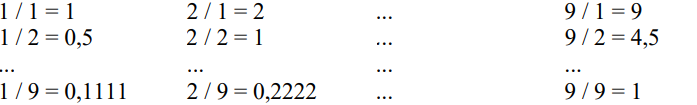 1 / 1 = 1 2 / 1 = 2 ... 9 / 1 = 9
1 / 2 = 0,5 2 / 2 = 1 ... 9 / 2 = 4,5
... ... ... ...
1 / 9 = 0,1111 2 / 9 = 0,2222 ... 9 / 9 = 1